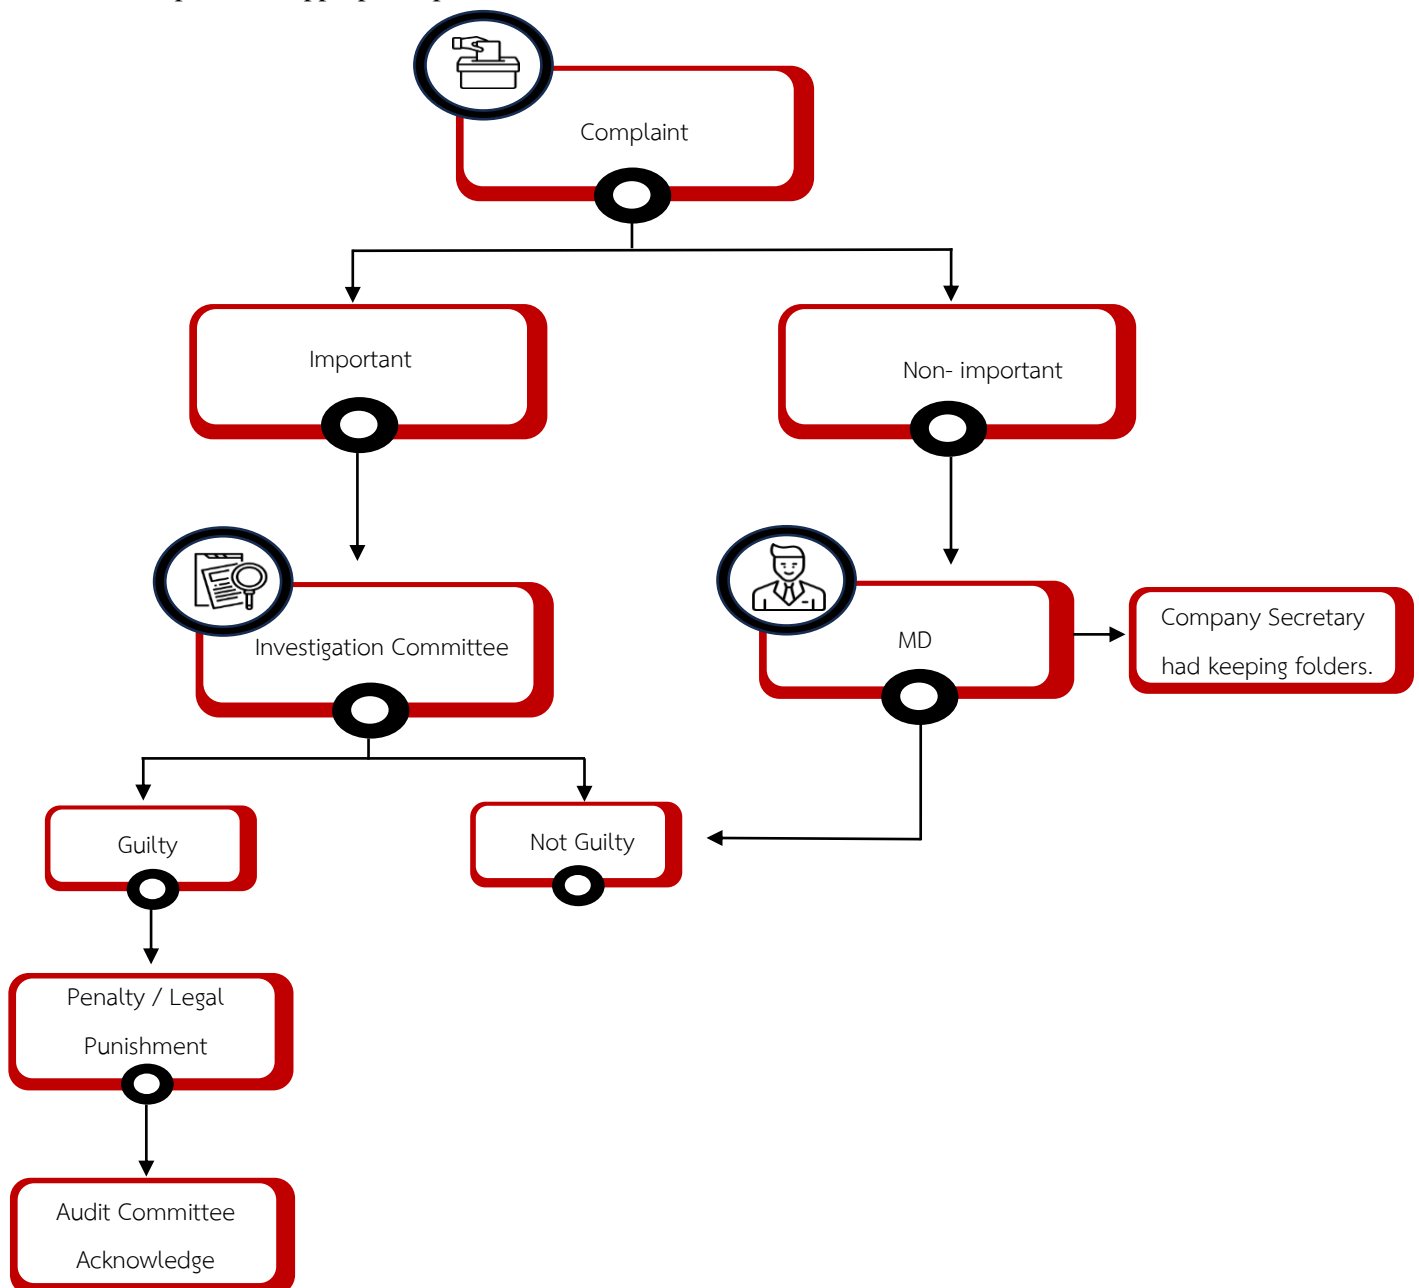 Complaint
Important
Non- important
Investigation Committee
MD
Company Secretary
had keeping folders.
Guilty
Not Guilty
Penalty / Legal
Punishment
Audit Committee
Acknowledge